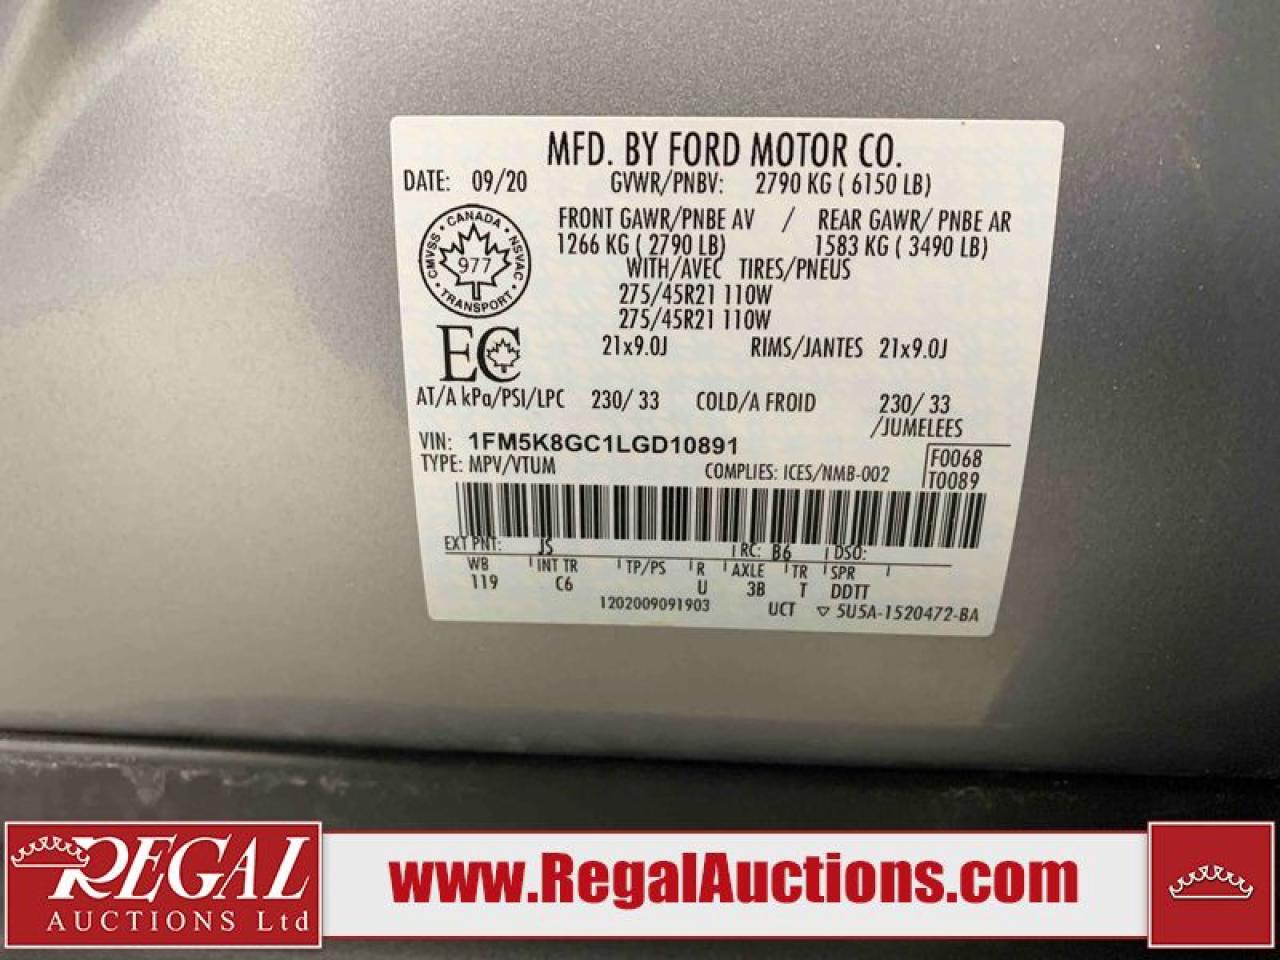 MFD. BY FORD MOTOR CO.
DATE: 09/20 GVWR/PNBV: 2790 KG ( 6150 LB)
FRONT GAWR/PNBE AV / REAR GAWR/ PNBE AR
1266 KG ( 2790 LB) 1583 KG ( 3490 LB)
WITH/AVEC TIRES/PNEUS
275/45R21 110W
275/45R21 110W
21x9.0J RIMS/JANTES 21x9.0J
CANADA
CMVSS 977 NSVAC
TRANSPORT
EC
AT/A kPa/PSI/LPC 230/ 33 COLD/A FROID 230/ 33
/JUMELEES
VIN: 1FM5K8GC1LGD10891
TYPE: MPV/VTUM COMPLIES: ICES/NMB-002
F0068
T0089
EXT PNT: JS RC: B6 DSO:
WB INT TR TP/PS R AXLE TR SPR
119 C6 U 3B T DDTT
1202009091903 UCT ▽ 5U5A-1520472-BA
REGAL
AUCTIONS Ltd
www.RegalAuctions.com